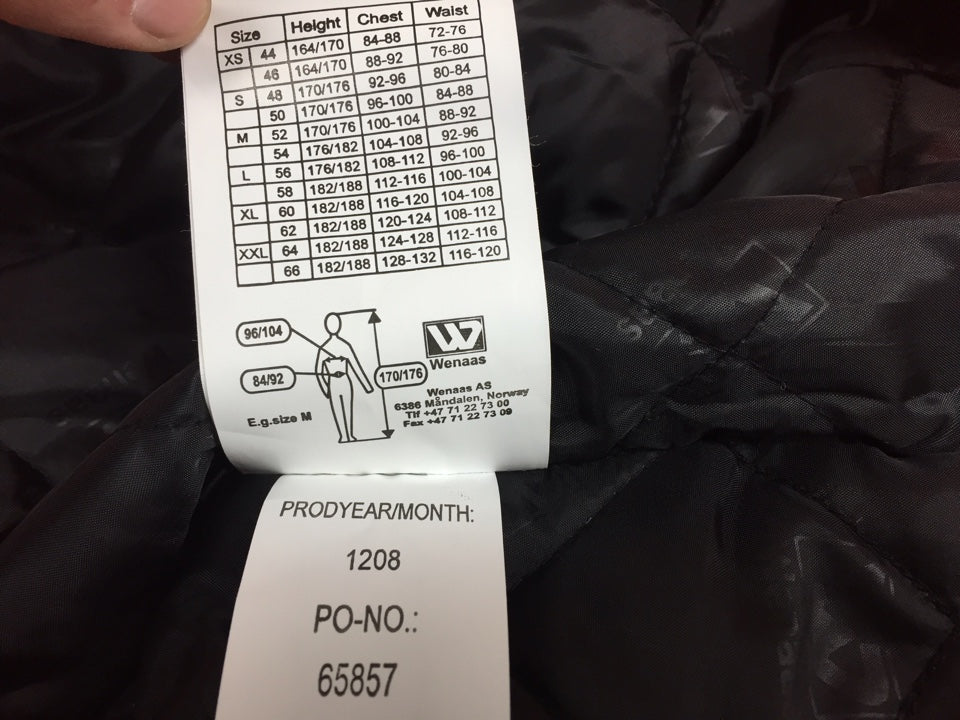 Size Height Chest Waist
XS 44 164/170 84-88 72-76
46 164/170 88-92 76-80
S 48 170/176 92-96 80-84
50 170/176 96-100 84-88
M 52 170/176 100-104 88-92
54 176/182 104-108 92-96
L 56 176/182 108-112 96-100
58 182/188 112-116 100-104
XL 60 182/188 116-120 104-108
62 182/188 120-124 108-112
XXL 64 182/188 124-128 112-116
66 182/188 128-132 116-120
96/104
84/92
170/176
E.g.size M
W
Wenaas
Wenaas AS
6386 Måndalen, Norway
Tlf +47 71 22 73 00
Fax +47 71 22 73 09
PRODYEAR/MONTH:
1208
PO-NO.:
65857